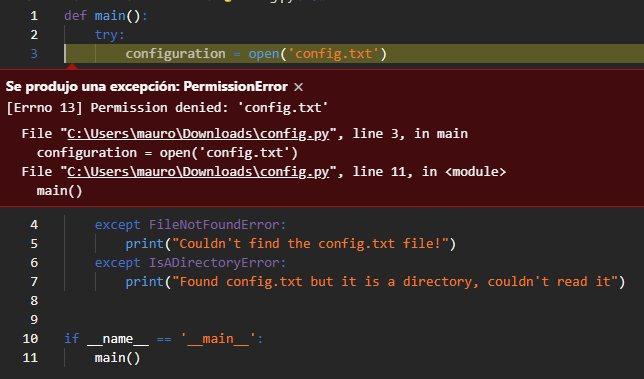 1 def main():
2 try:
3 configuration = open('config.txt')
Se produjo una excepción: PermissionError ×
[Errno 13] Permission denied: 'config.txt'
File "C:\Users\mauro\Downloads\config.py", line 3, in main
configuration = open('config.txt')
File "C:\Users\mauro\Downloads\config.py", line 11, in <module>
main()
4 except FileNotFoundError:
5 print("Couldn't find the config.txt file!")
6 except IsADirectoryError:
7 print("Found config.txt but it is a directory, couldn't read it")
8
9
10 if __name__ == '__main__':
11 main()